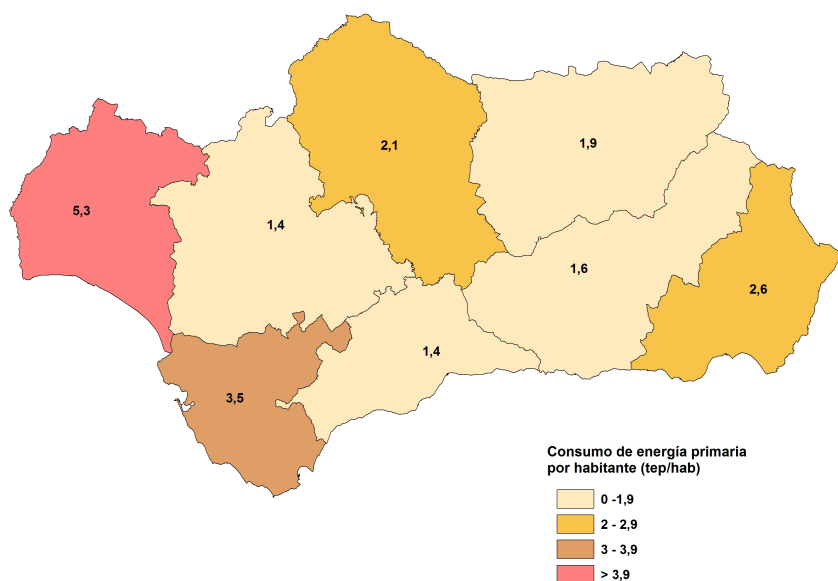 2,1
1,9
5,3
1,4
1,6
2,6
1,4
3,5
Consumo de energía primaria
por habitante (tep/hab)
0 -1,9
2 - 2,9
3 - 3,9
> 3,9